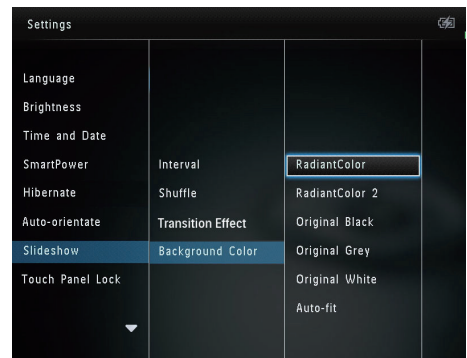 Settings
Language
Brightness
Time and Date
SmartPower
Hibernate
Auto-orientate
Slideshow
Touch Panel Lock
Interval
Shuffle
Transition Effect
Background Color
RadiantColor
RadiantColor 2
Original Black
Original Grey
Original White
Auto-fit